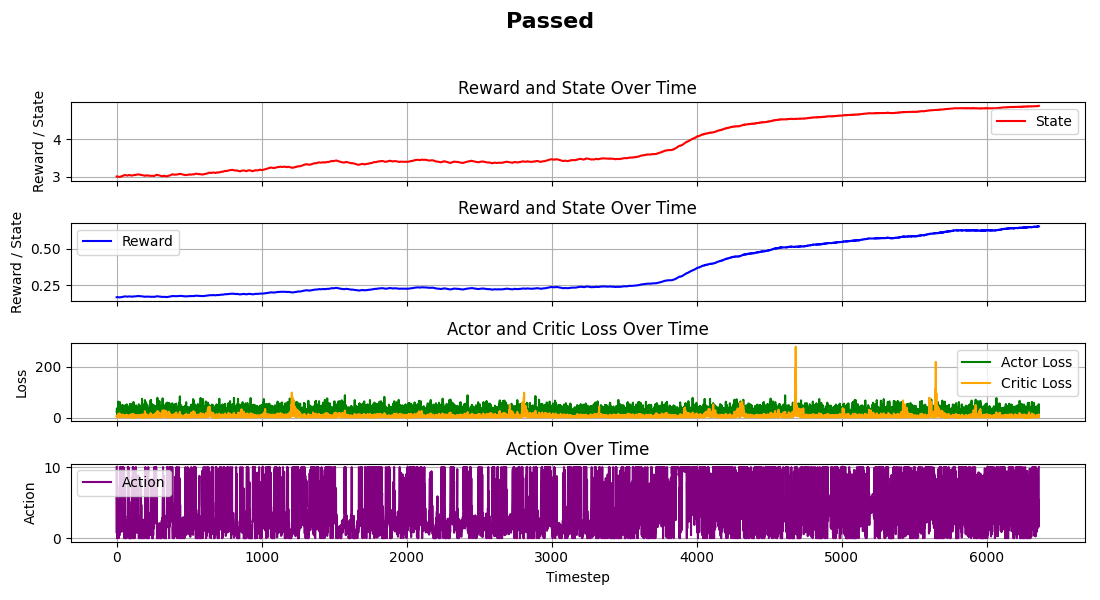 Passed
Reward and State Over Time
Reward / State
4
3
State
Reward and State Over Time
Reward / State
0.50
0.25
Reward
Actor and Critic Loss Over Time
Loss
200
0
Actor Loss
Critic Loss
Action Over Time
Action
10
0
Action
0 1000 2000 3000 4000 5000 6000
Timestep